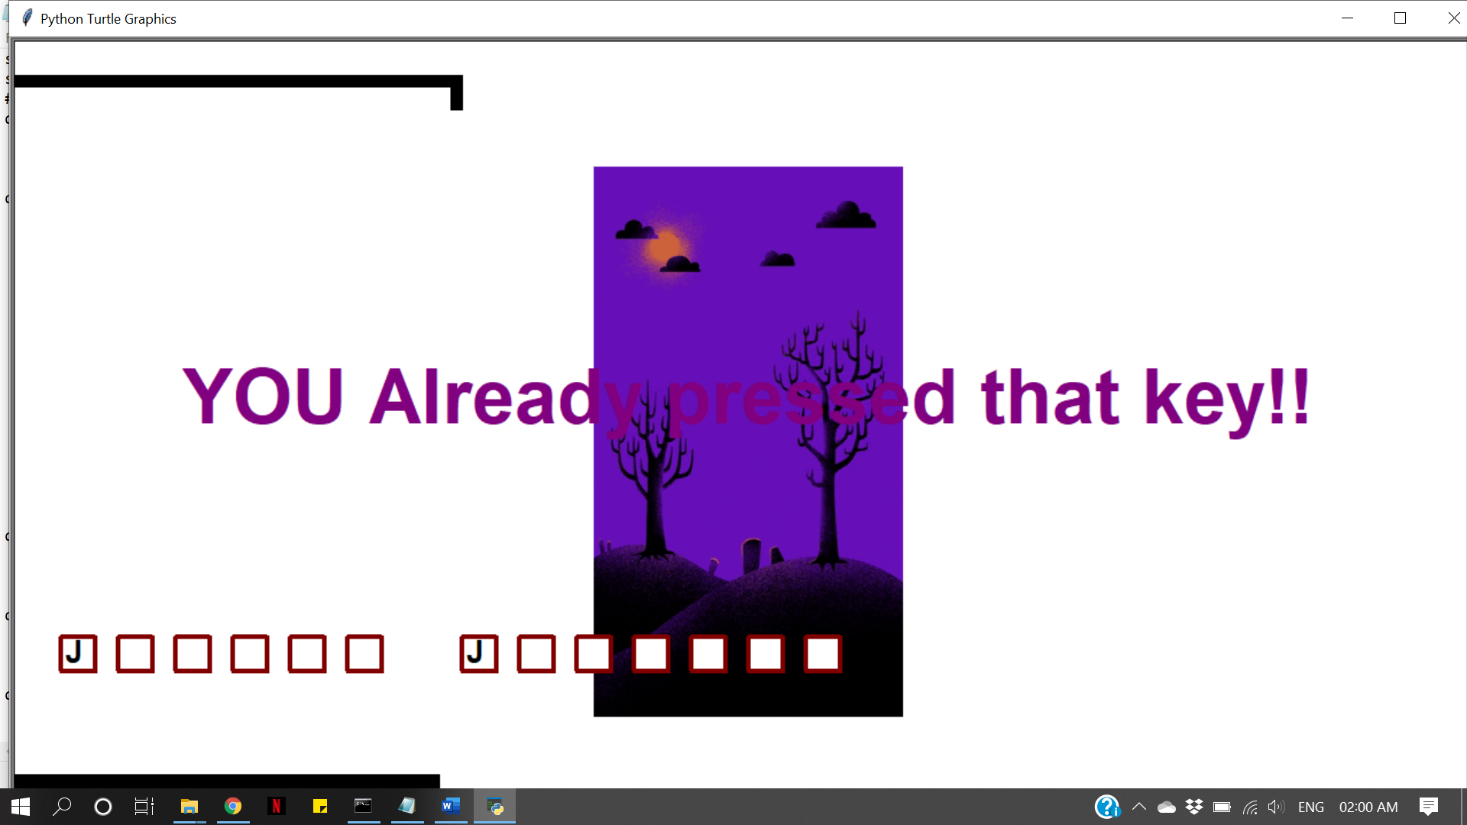 Python Turtle Graphics
YOU Already pressed that key!!
J J
ENG 02:00 AM